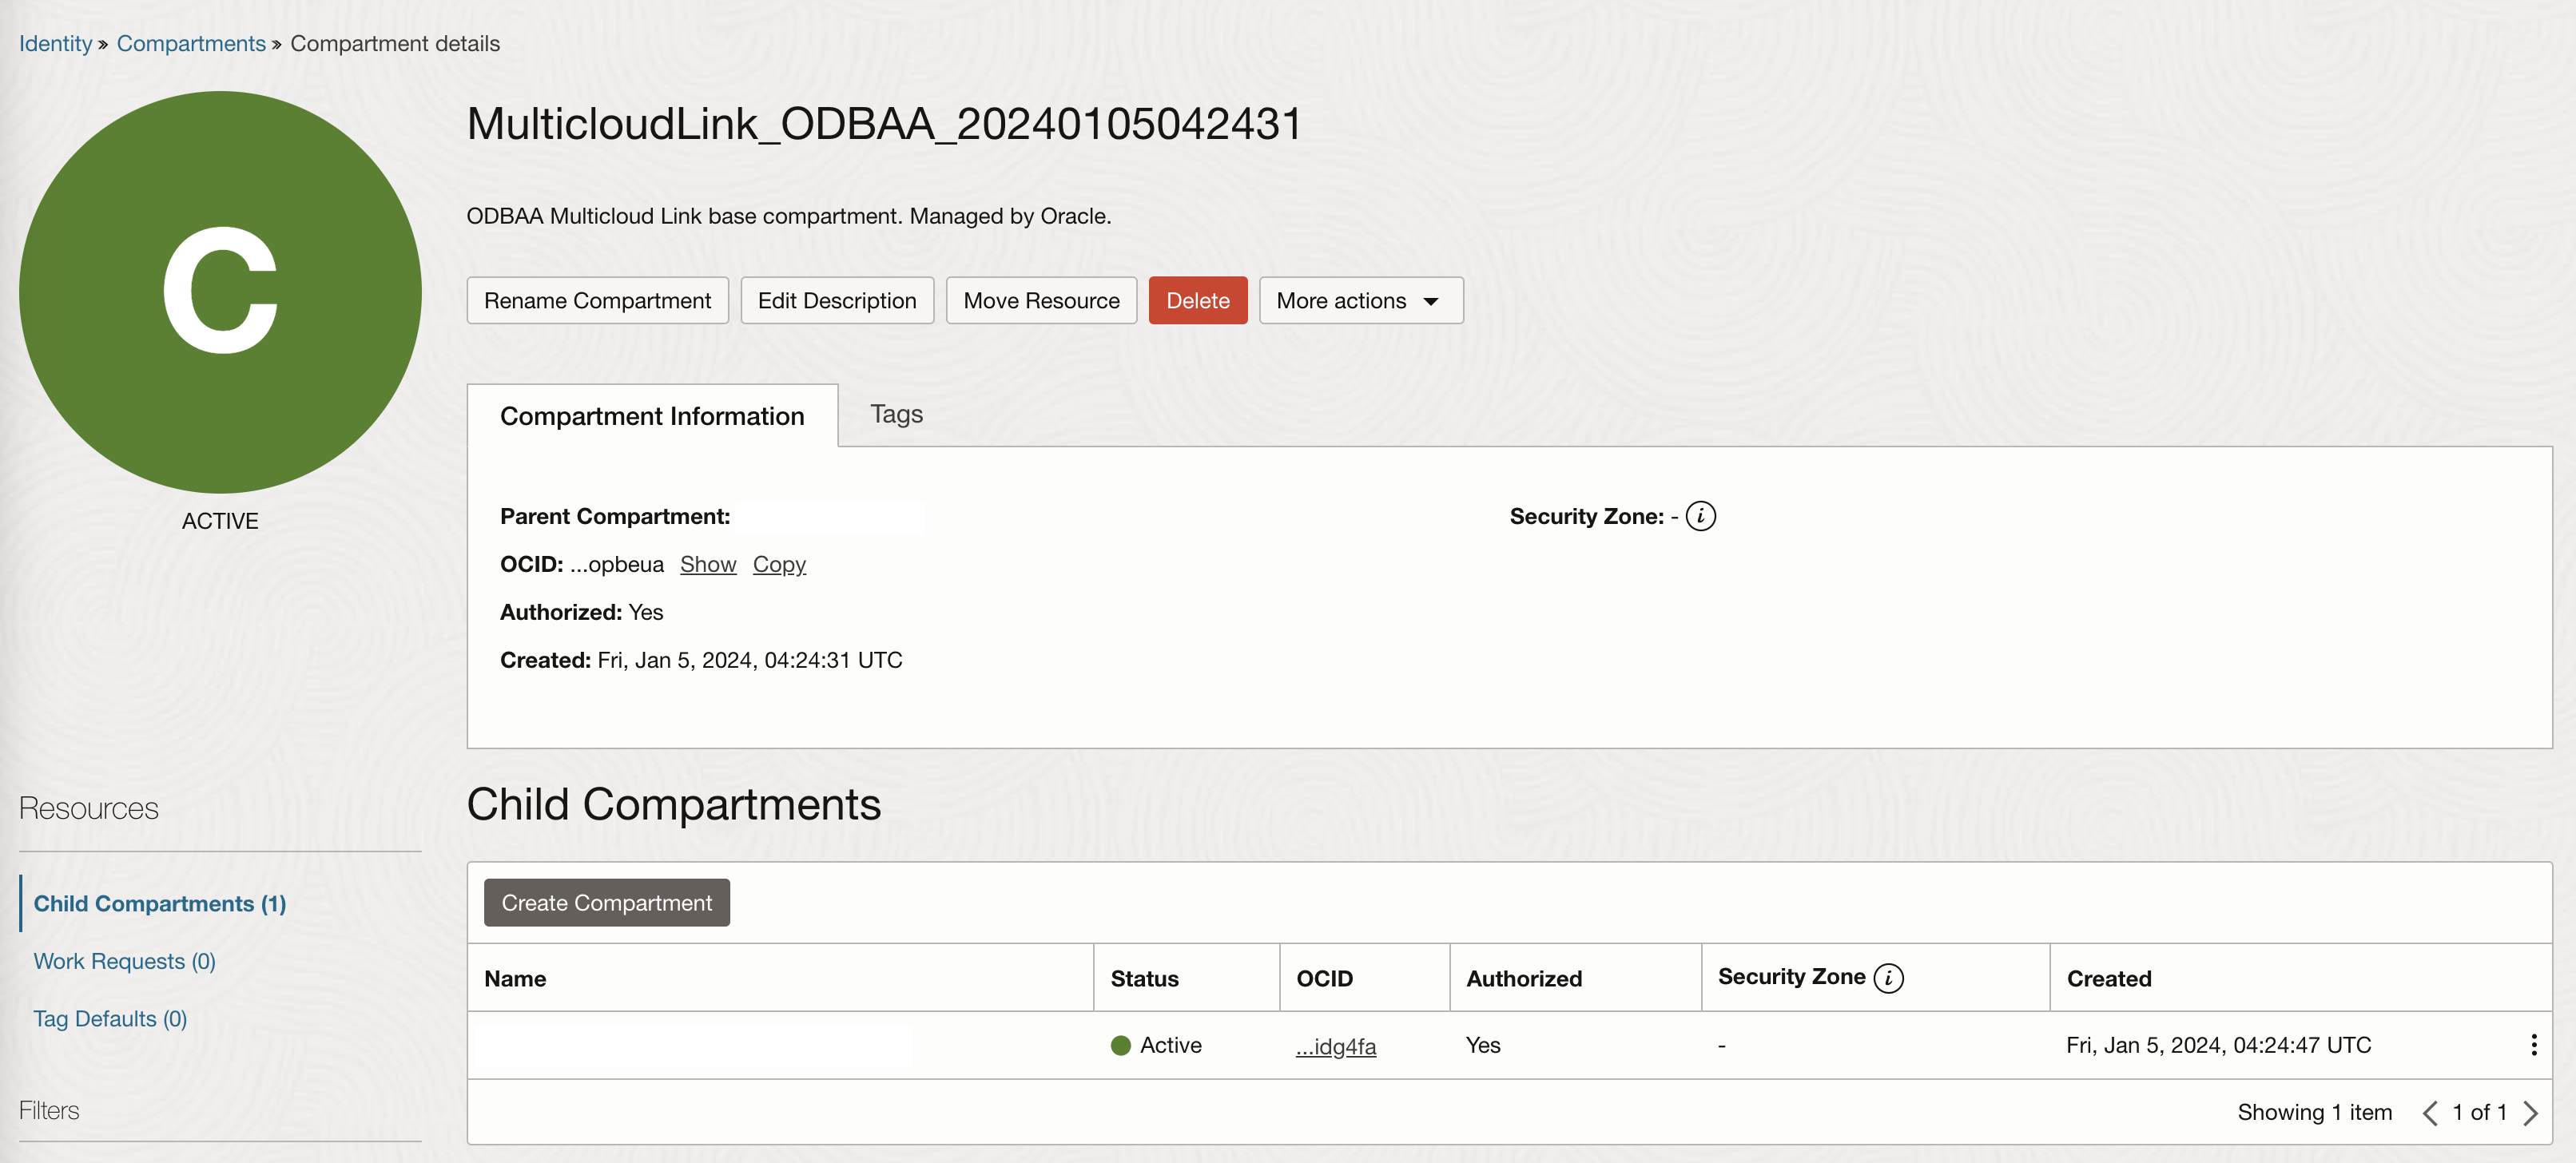 Identity » Compartments » Compartment details
C
ACTIVE
MulticloudLink_ODBAA_20240105042431
ODBAA Multicloud Link base compartment. Managed by Oracle.
Rename Compartment Edit Description Move Resource Delete More actions
Compartment Information Tags
Parent Compartment: Security Zone: - i
OCID: ...opbeua Show Copy
Authorized: Yes
Created: Fri, Jan 5, 2024, 04:24:31 UTC
Resources
Child Compartments (1)
Work Requests (0)
Tag Defaults (0)
Filters
Child Compartments
Create Compartment
Name Status OCID Authorized Security Zone i Created
Active ...idg4fa Yes - Fri, Jan 5, 2024, 04:24:47 UTC
Showing 1 item < 1 of 1 >